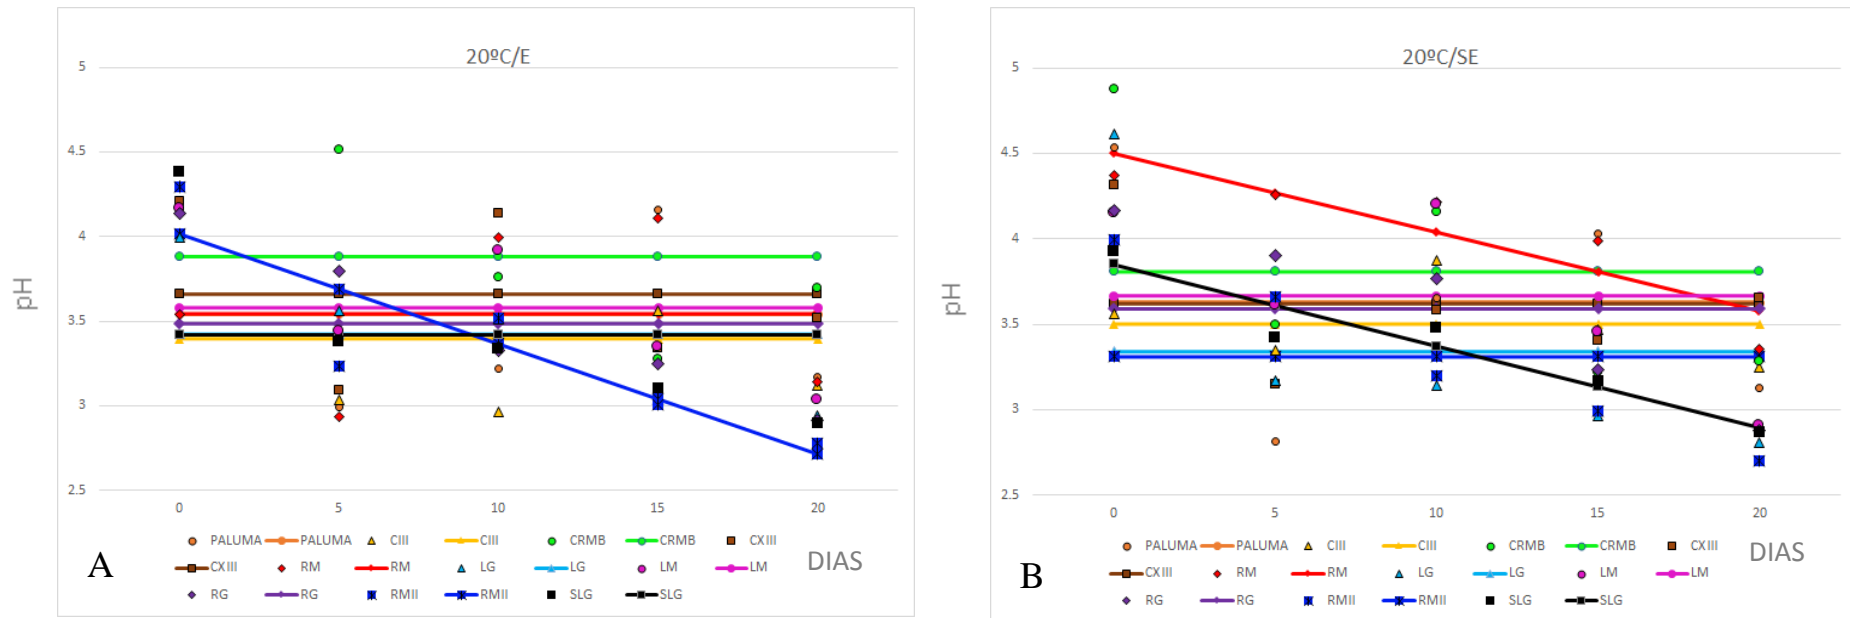 20ºC/E
5
4.5
4
3.5
3
2.5
pH
0 5 10 15 20
PALUMA PALUMA CIII CIII CRMB CRMB CXIII
CXIII RM RM LG LG LM LM
RG RG RMII RMII SLG SLG
DIAS
A
20ºC/SE
5
4.5
4
3.5
3
2.5
pH
0 5 10 15 20
PALUMA PALUMA CIII CIII CRMB CRMB CXIII
CXIII RM RM LG LG LM LM
RG RG RMII RMII SLG SLG
DIAS
B